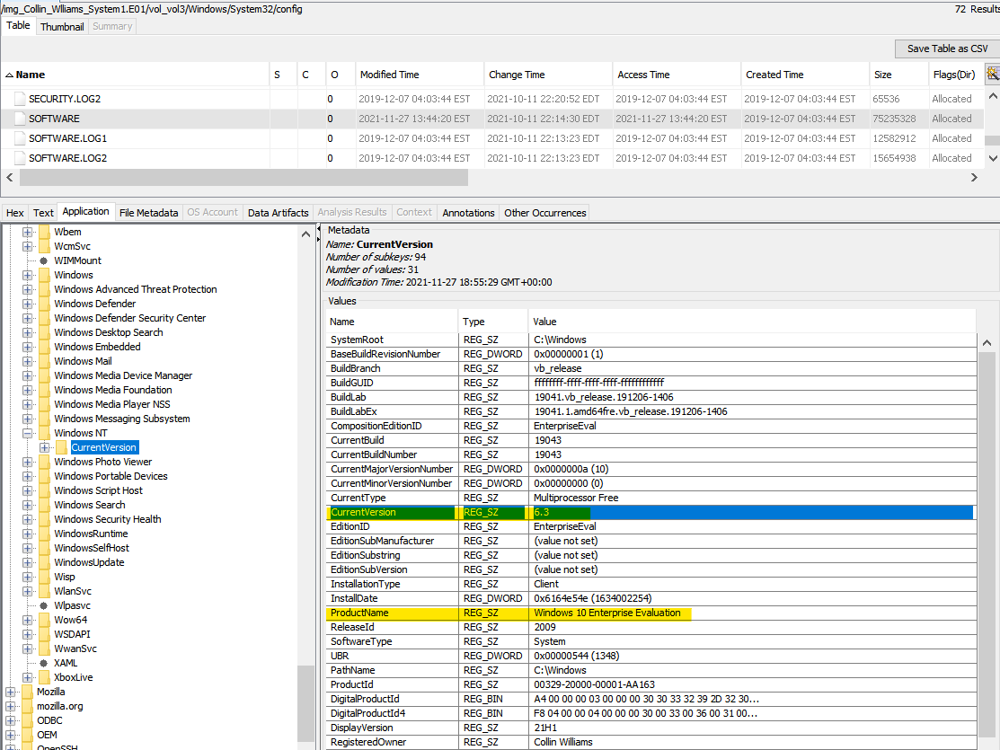 /img_Collin_Wlliams_System1.E01/vol_vol3/Windows/System32/config 72 Results
Table Thumbnail Summary
Save Table as CSV
Name S C O Modified Time Change Time Access Time Created Time Size Flags(Dir)
SECURITY.LOG2 0 2019-12-07 04:03:44 EST 2021-10-11 22:20:52 EDT 2019-12-07 04:03:44 EST 2019-12-07 04:03:44 EST 65536 Allocated
SOFTWARE 0 2021-11-27 13:44:20 EST 2021-10-11 22:14:30 EDT 2021-11-27 13:44:20 EST 2019-12-07 04:03:44 EST 75235328 Allocated
SOFTWARE.LOG1 0 2019-12-07 04:03:44 EST 2021-10-11 22:13:23 EDT 2019-12-07 04:03:44 EST 2019-12-07 04:03:44 EST 12582912 Allocated
SOFTWARE.LOG2 0 2019-12-07 04:03:44 EST 2021-10-11 22:13:23 EDT 2019-12-07 04:03:44 EST 2019-12-07 04:03:44 EST 15654938 Allocated
Hex Text Application File Metadata OS Account Data Artifacts Analysis Results Context Annotations Other Occurrences
Wbem
WcmSvc
WIMMount
Windows
Windows Advanced Threat Protection
Windows Defender
Windows Defender Security Center
Windows Desktop Search
Windows Embedded
Windows Mail
Windows Media Device Manager
Windows Media Foundation
Windows Media Player NSS
Windows Messaging Subsystem
Windows NT
CurrentVersion
Windows Photo Viewer
Windows Portable Devices
Windows Script Host
Windows Search
Windows Security Health
WindowsRuntime
WindowsSelfHost
WindowsUpdate
Wisp
WlanSvc
Wlpasvc
Wow64
WSDAPI
WwanSvc
XAML
XboxLive
Mozilla
mozilla.org
ODBC
OEM
OpenSSH
Metadata
Name: CurrentVersion
Number of subkeys: 94
Number of values: 31
Modification Time: 2021-11-27 18:55:29 GMT+00:00
Values
Name Type Value
SystemRoot REG_SZ C:\Windows
BaseBuildRevisionNumber REG_DWORD 0x00000001 (1)
BuildBranch REG_SZ vb_release
BuildGUID REG_SZ ffffffff-ffff-ffff-ffff-ffffffffffff
BuildLab REG_SZ 19041.vb_release.191206-1406
BuildLabEx REG_SZ 19041.1.amd64fre.vb_release.191206-1406
CompositionEditionID REG_SZ EnterpriseEval
CurrentBuild REG_SZ 19043
CurrentBuildNumber REG_SZ 19043
CurrentMajorVersionNumber REG_DWORD 0x0000000a (10)
CurrentMinorVersionNumber REG_DWORD 0x00000000 (0)
CurrentType REG_SZ Multiprocessor Free
CurrentVersion REG_SZ 6.3
EditionID REG_SZ EnterpriseEval
EditionSubManufacturer REG_SZ (value not set)
EditionSubstring REG_SZ (value not set)
EditionSubVersion REG_SZ (value not set)
InstallationType REG_SZ Client
InstallDate REG_DWORD 0x6164e54e (1634002254)
ProductName REG_SZ Windows 10 Enterprise Evaluation
ReleaseId REG_SZ 2009
SoftwareType REG_SZ System
UBR REG_DWORD 0x00000544 (1348)
PathName REG_SZ C:\Windows
ProductId REG_SZ 00329-20000-00001-AA163
DigitalProductId REG_BIN A4 00 00 00 03 00 00 00 30 30 33 32 39 2D 32 30...
DigitalProductId4 REG_BIN F8 04 00 00 04 00 00 00 30 00 33 00 36 00 31 00...
DisplayVersion REG_SZ 21H1
RegisteredOwner REG_SZ Collin Williams